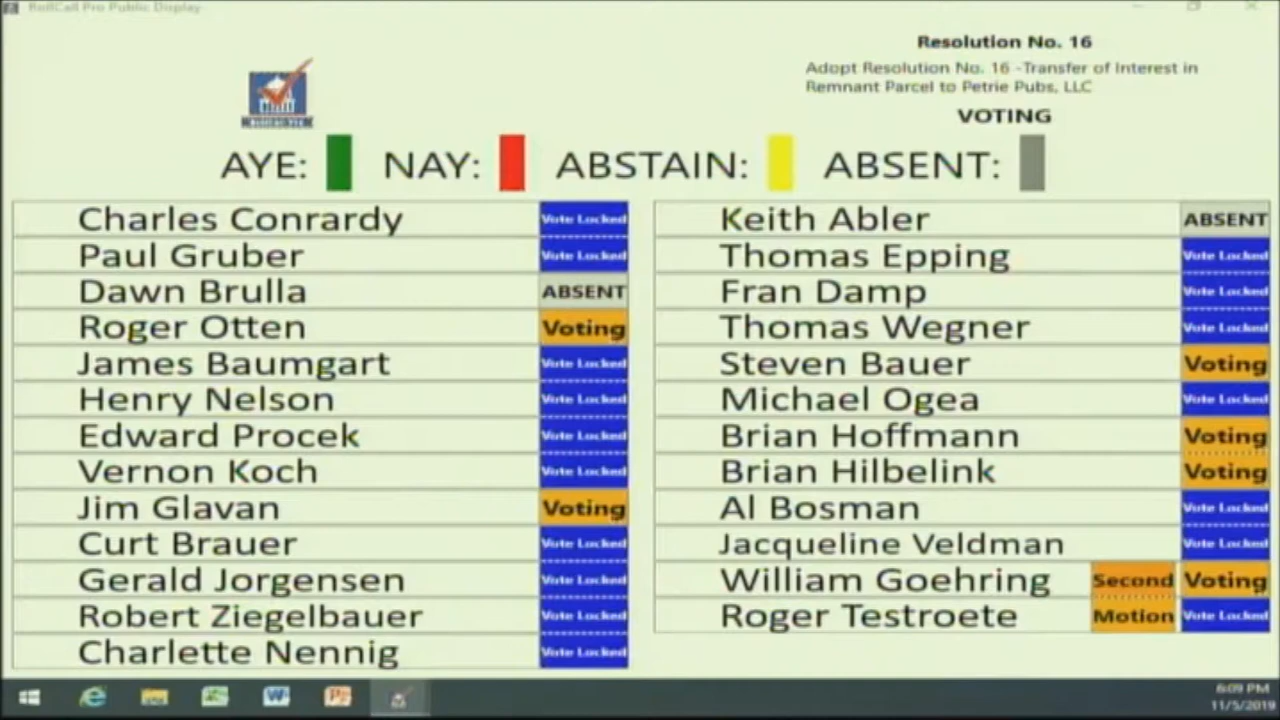 RollCall Pro Public Display
Resolution No. 16
Adopt Resolution No. 16 -Transfer of Interest in
Remnant Parcel to Petrie Pubs, LLC
VOTING
AYE: NAY: ABSTAIN: ABSENT:
Charles Conrardy Vote Locked
Paul Gruber Vote Locked
Dawn Brulla ABSENT
Roger Otten Voting
James Baumgart Vote Locked
Henry Nelson Vote Locked
Edward Procek Vote Locked
Vernon Koch Vote Locked
Jim Glavan Voting
Curt Brauer Vote Locked
Gerald Jorgensen Vote Locked
Robert Ziegelbauer Vote Locked
Charlette Nennig Vote Locked
Keith Abler ABSENT
Thomas Epping Vote Locked
Fran Damp Vote Locked
Thomas Wegner Vote Locked
Steven Bauer Voting
Michael Ogea Vote Locked
Brian Hoffmann Voting
Brian Hilbelink Voting
Al Bosman Vote Locked
Jacqueline Veldman Vote Locked
William Goehring Second Voting
Roger Testroete Motion Vote Locked
6:09 PM
11/5/2019